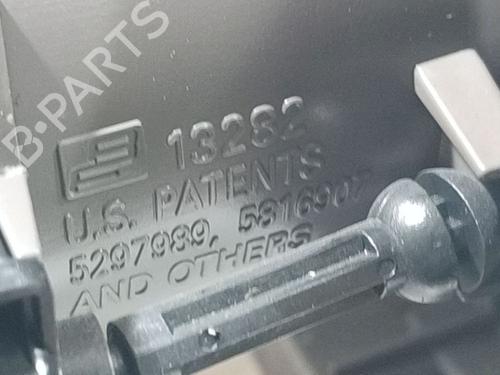 B-PARTS
13282
U.S. PATENTS
5297989, 5816907
AND OTHERS